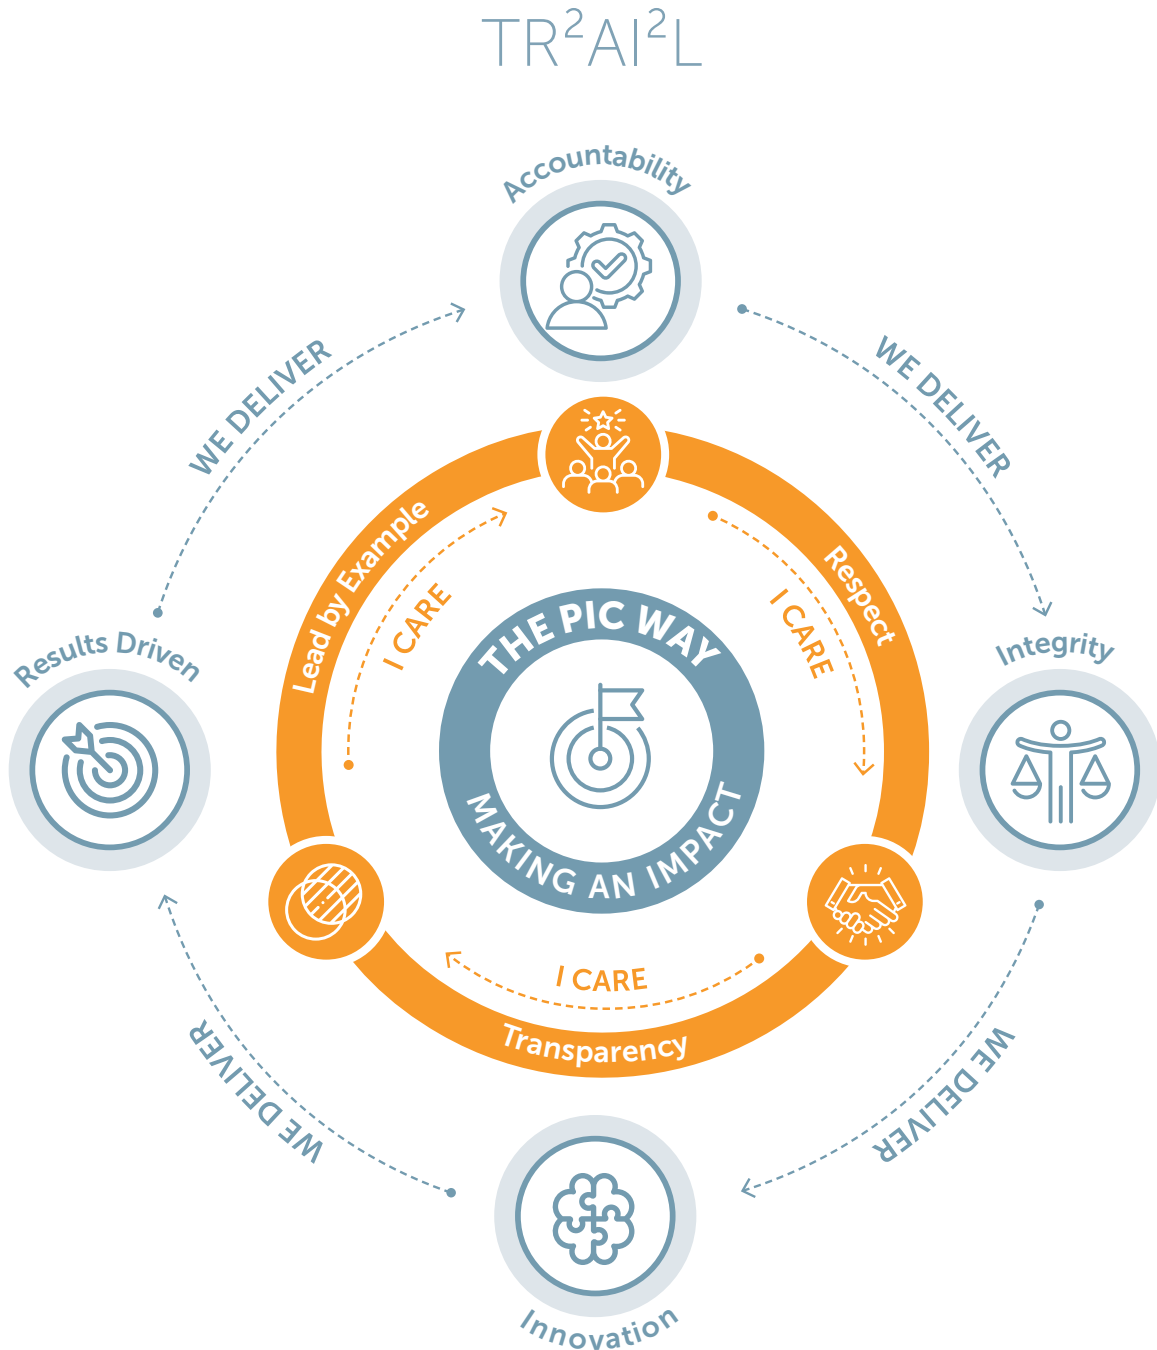 TR²AI²L
Accountability
WE DELIVER
WE DELIVER
Lead by Example
I CARE
I CARE
Respect
THE PIC WAY
MAKING AN IMPACT
Results Driven
Integrity
I CARE
Transparency
WE DELIVER
WE DELIVER
Innovation